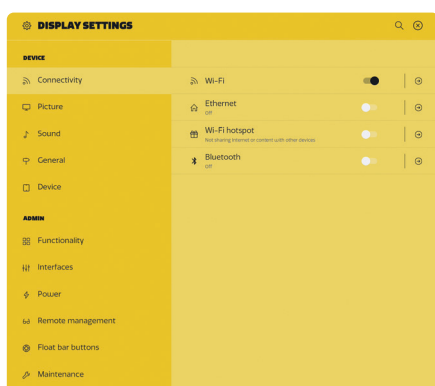 DISPLAY SETTINGS
DEVICE
Connectivity
Picture
Sound
General
Device
ADMIN
Functionality
Interfaces
Power
Remote management
Float bar buttons
Maintenance
Wi-Fi
Ethernet
Off
Wi-Fi hotspot
Not sharing internet or content with other devices
Bluetooth
Off